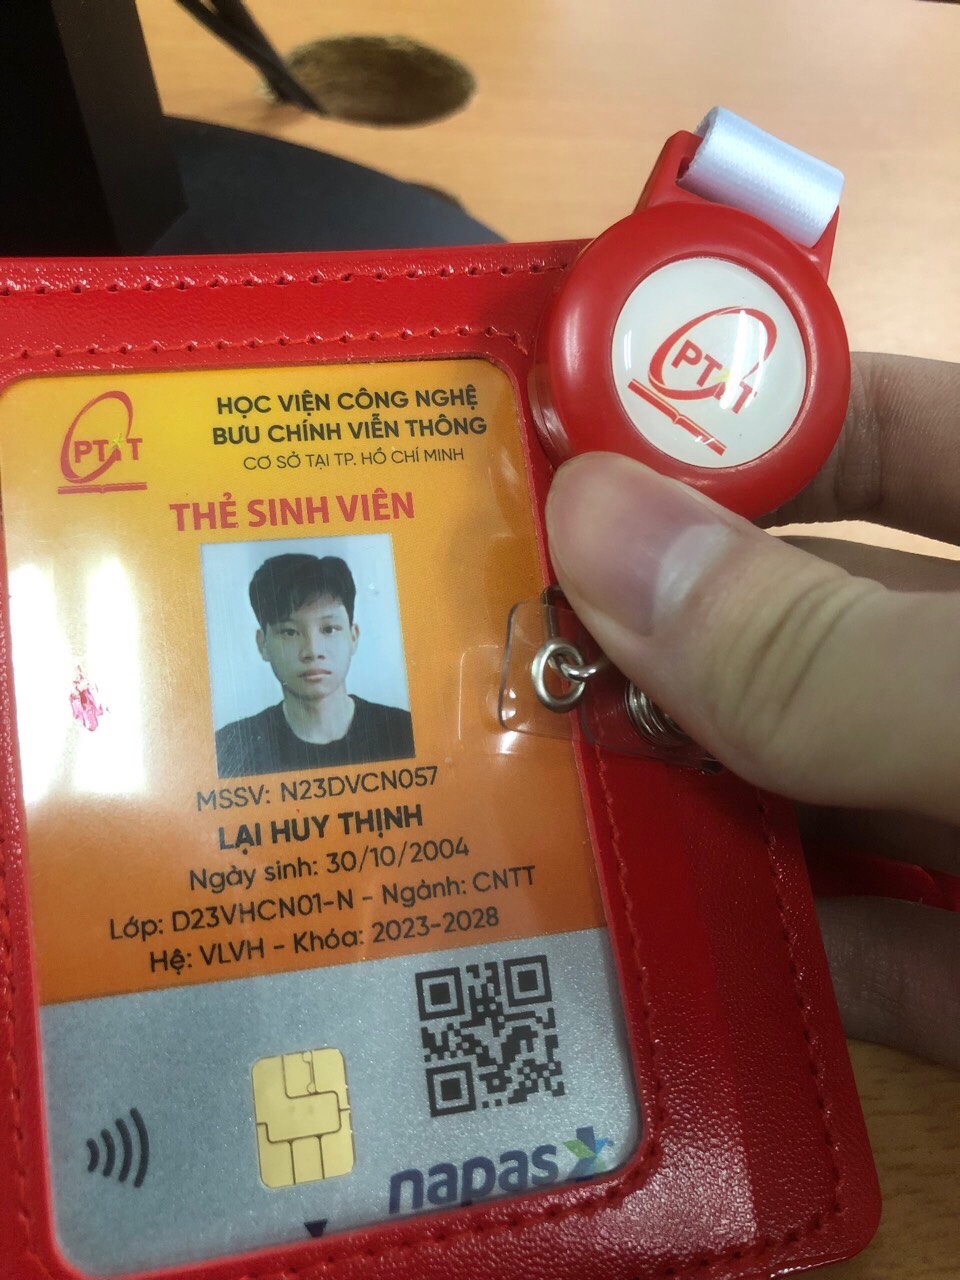 PTIT
PTIT
HỌC VIỆN CÔNG NGHỆ
BƯU CHÍNH VIỄN THÔNG
CƠ SỞ TẠI TP. HỒ CHÍ MINH
THẺ SINH VIÊN
MSSV: N23DVCN057
LẠI HUY THỊNH
Ngày sinh: 30/10/2004
Lớp: D23VHCN01-N - Ngành: CNTT
Hệ: VLVH - Khóa: 2023-2028
napas